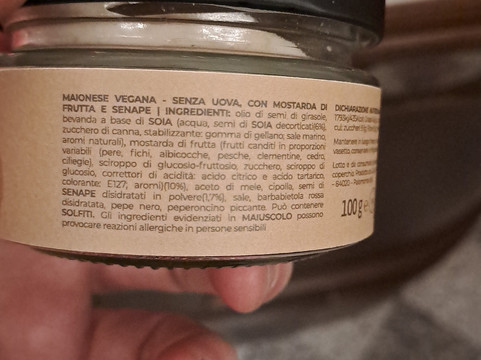 MAIONESE VEGANA - SENZA UOVA, CON MOSTARDA DI
FRUTTA E SENAPE | INGREDIENTI: olio di semi di girasole,
bevanda a base di SOIA (acqua, semi di SOIA decorticati)(6%),
zucchero di canna, stabilizzante: gomma di gellano, sale marino,
aromi naturali), mostarda di frutta (frutti canditi in proporzioni
variabili (pere, fichi, albicocche, pesche, clementine, cedro,
ciliegie), sciroppo di glucosio-fruttosio, zucchero, sciroppo di
glucosio, correttori di acidità: acido citrico e acido tartarico,
colorante: E127, aromi)(10%), aceto di mele, cipolla, semi di
SENAPE disidratati in polvere(1,7%), sale, barbabietola rossa
disidratata, pepe nero, peperoncino piccante. Può contenere
SOLFITI. Gli ingredienti evidenziati in MAIUSCOLO possono
provocare reazioni allergiche in persone sensibili
DICHIARAZIONE
100 g